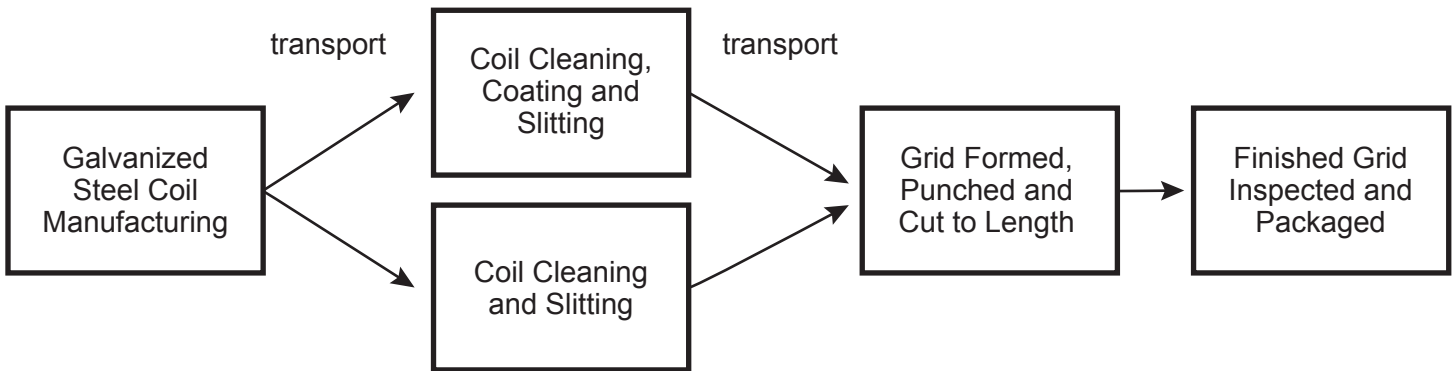 transport
transport
Galvanized
Steel Coil
Manufacturing
Coil Cleaning,
Coating and
Slitting
Coil Cleaning
and Slitting
Grid Formed,
Punched and
Cut to Length
Finished Grid
Inspected and
Packaged